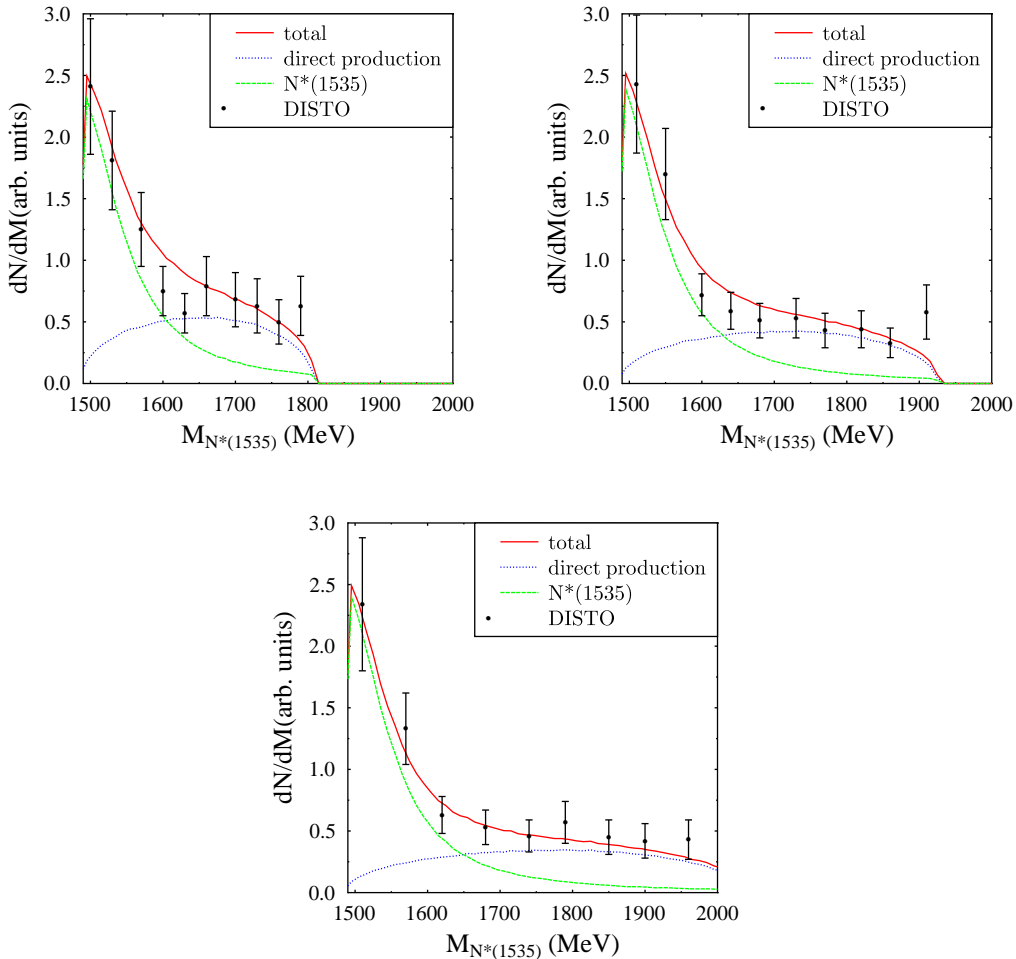 3.0
2.5
2.0
1.5
1.0
0.5
0.0
dN/dM(arb. units)
total
direct production
N*(1535)
DISTO
1500 1600 1700 1800 1900 2000
M_N*(1535) (MeV)
3.0
2.5
2.0
1.5
1.0
0.5
0.0
dN/dM(arb. units)
total
direct production
N*(1535)
DISTO
1500 1600 1700 1800 1900 2000
M_N*(1535) (MeV)
3.0
2.5
2.0
1.5
1.0
0.5
0.0
dN/dM(arb. units)
total
direct production
N*(1535)
DISTO
1500 1600 1700 1800 1900 2000
M_N*(1535) (MeV)